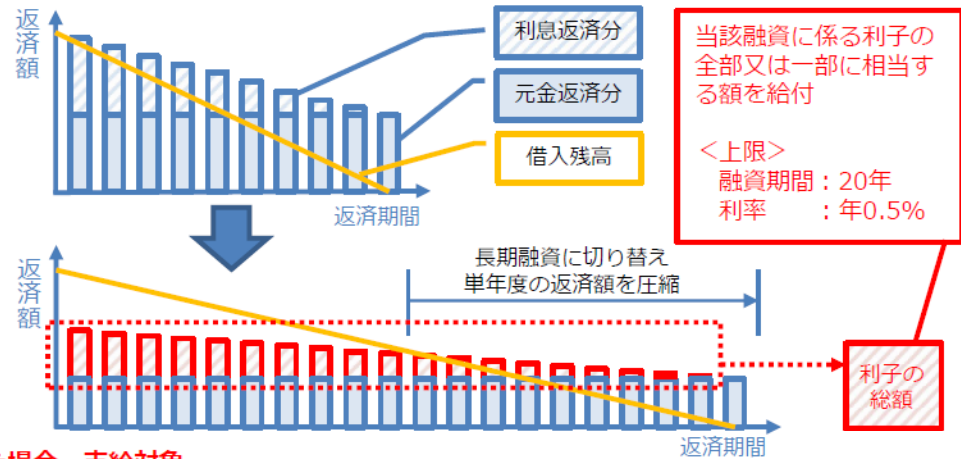 返済額
利息返済分
元金返済分
借入残高
返済期間
当該融資に係る利子の
全部又は一部に相当す
る額を給付
<上限>
融資期間：20年
利率　　：年0.5%
長期融資に切り替え
単年度の返済額を圧縮
返済額
利子の
総額
返済期間